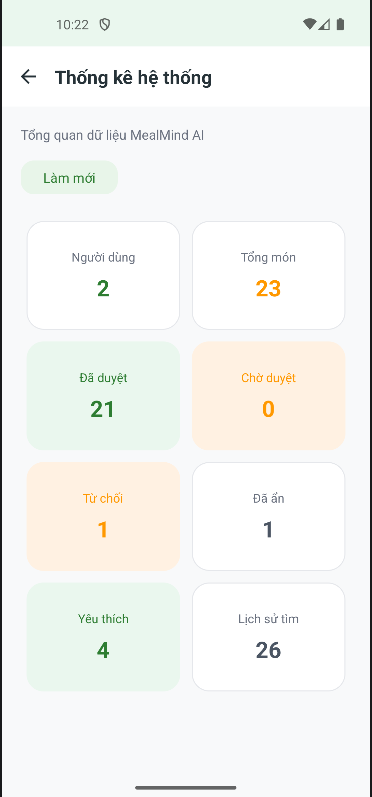 10:22
Thống kê hệ thống
Tổng quan dữ liệu MealMind AI
Làm mới
Người dùng
2
Tổng món
23
Đã duyệt
21
Chờ duyệt
0
Từ chối
1
Đã ẩn
1
Yêu thích
4
Lịch sử tìm
26